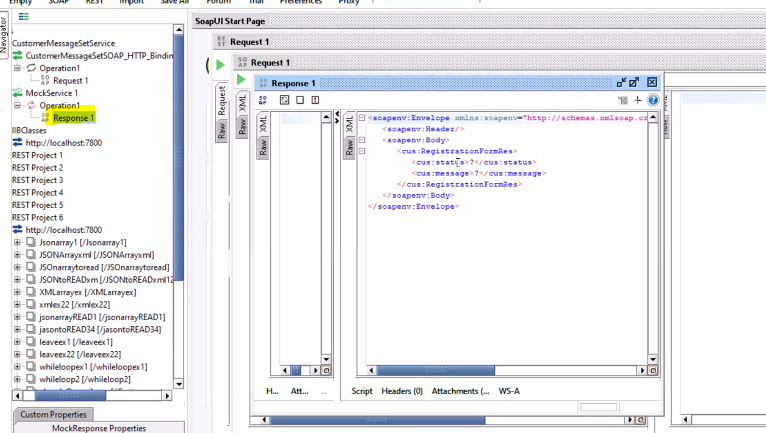 Empty SOAP REST Import Save All Forum Trial Preferences Proxy
Navigator
CustomerMessageSetService
CustomerMessageSetSOAP_HTTP_Bindin
Operation1
Request 1
MockService 1
Operation1
Response 1
IIBClasses
http://localhost:7800
REST Project 1
REST Project 2
REST Project 3
REST Project 4
REST Project 5
REST Project 6
http://localhost:7800
Jsonarray1 [/Jsonarray1]
JSONArrayxml [/JSONArrayxml]
JSOnarraytoread [/JSOnarraytoread]
JSONtoREADxm [/JSONtoREADxml12
XMLarrayex [/XMLarrayex]
xmlex22 [/xmlex22]
jsonarrayREAD1 [/jsonarrayREAD1]
jasontoREAD34 [/jasontoREAD34]
leaveex1 [/leaveex1]
leavex22 [/leaveex22]
whileloopex1 [/whileloopex1]
whileloop2 [/whileloop2]
Custom Properties
MockResponse Properties
SoapUI Start Page
Request 1
Request 1
Response 1
Request
Raw
XML
Raw
XML
Raw
XML
Raw
<soapenv:Envelope xmlns:soapenv="http://schemas.xmlsoap.or
<soapenv:Header/>
<soapenv:Body>
<cus:RegistrationFormRes>
<cus:status>?</cus:status>
<cus:message>?</cus:message>
</cus:RegistrationFormRes>
</soapenv:Body>
</soapenv:Envelope>
H... Att... ...
Script Headers (0) Attachments (... WS-A